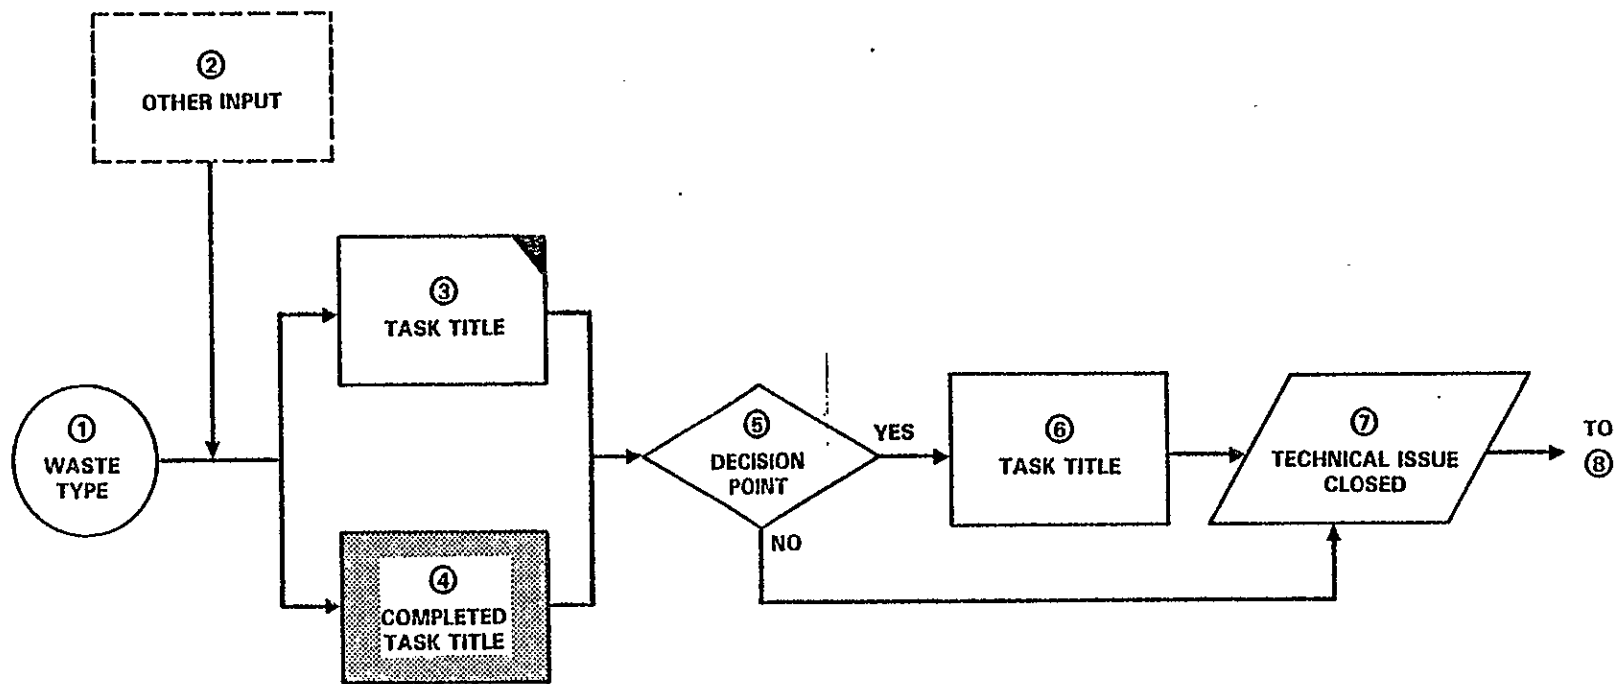 ②
OTHER INPUT
③
TASK TITLE
①
WASTE
TYPE
④
COMPLETED
TASK TITLE
⑤
DECISION
POINT
YES
NO
⑥
TASK TITLE
⑦
TECHNICAL ISSUE
CLOSED
TO
⑧